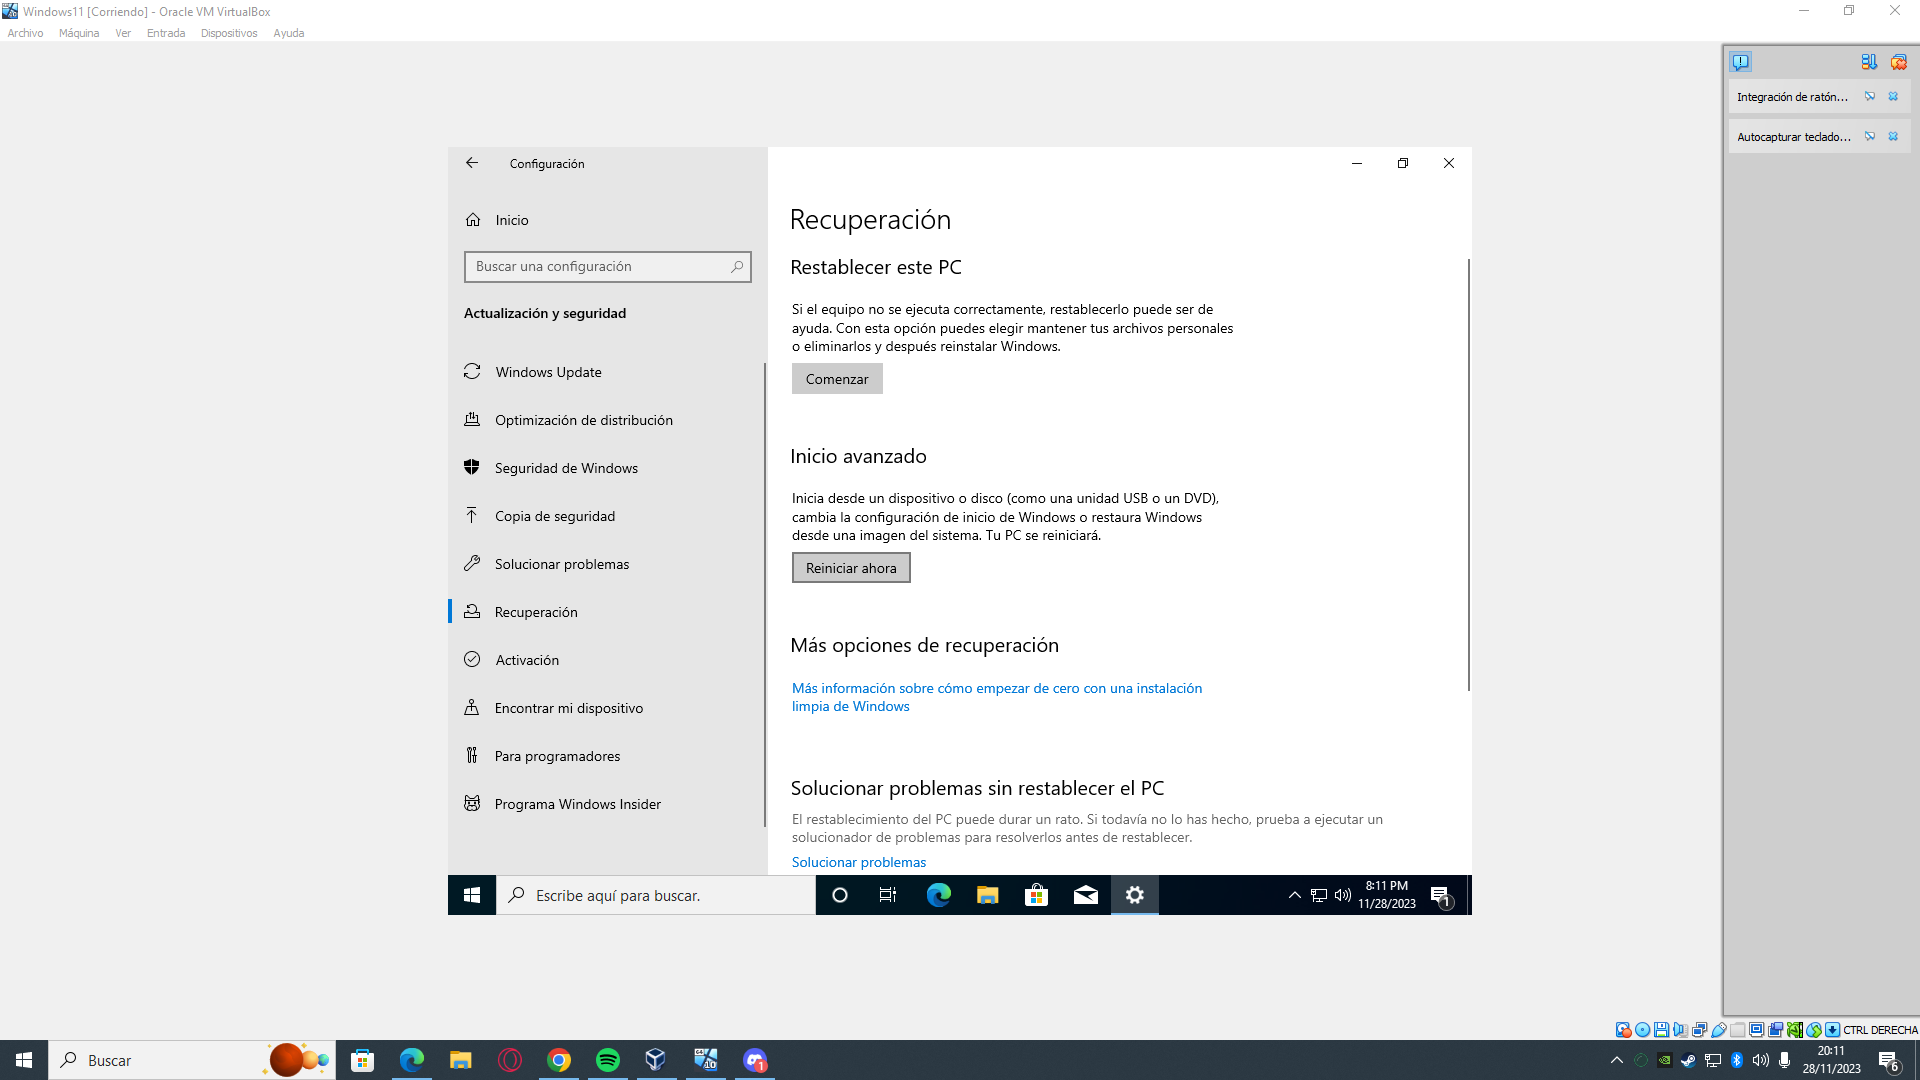 Windows11 [Corriendo] - Oracle VM VirtualBox
Archivo Máquina Ver Entrada Dispositivos Ayuda
Integración de ratón...
Autocapturar teclado...
Configuración
Inicio
Buscar una configuración
Actualización y seguridad
Windows Update
Optimización de distribución
Seguridad de Windows
Copia de seguridad
Solucionar problemas
Recuperación
Activación
Encontrar mi dispositivo
Para programadores
Programa Windows Insider
Recuperación
Restablecer este PC
Si el equipo no se ejecuta correctamente, restablecerlo puede ser de
ayuda. Con esta opción puedes elegir mantener tus archivos personales
o eliminarlos y después reinstalar Windows.
Comenzar
Inicio avanzado
Inicia desde un dispositivo o disco (como una unidad USB o un DVD),
cambia la configuración de inicio de Windows o restaura Windows
desde una imagen del sistema. Tu PC se reiniciará.
Reiniciar ahora
Más opciones de recuperación
Más información sobre cómo empezar de cero con una instalación
limpia de Windows
Solucionar problemas sin restablecer el PC
El restablecimiento del PC puede durar un rato. Si todavía no lo has hecho, prueba a ejecutar un
solucionador de problemas para resolverlos antes de restablecer.
Solucionar problemas
Escribe aquí para buscar.
8:11 PM
11/28/2023
1
CTRL DERECHA
Buscar
64
10
1
20:11
28/11/2023
6